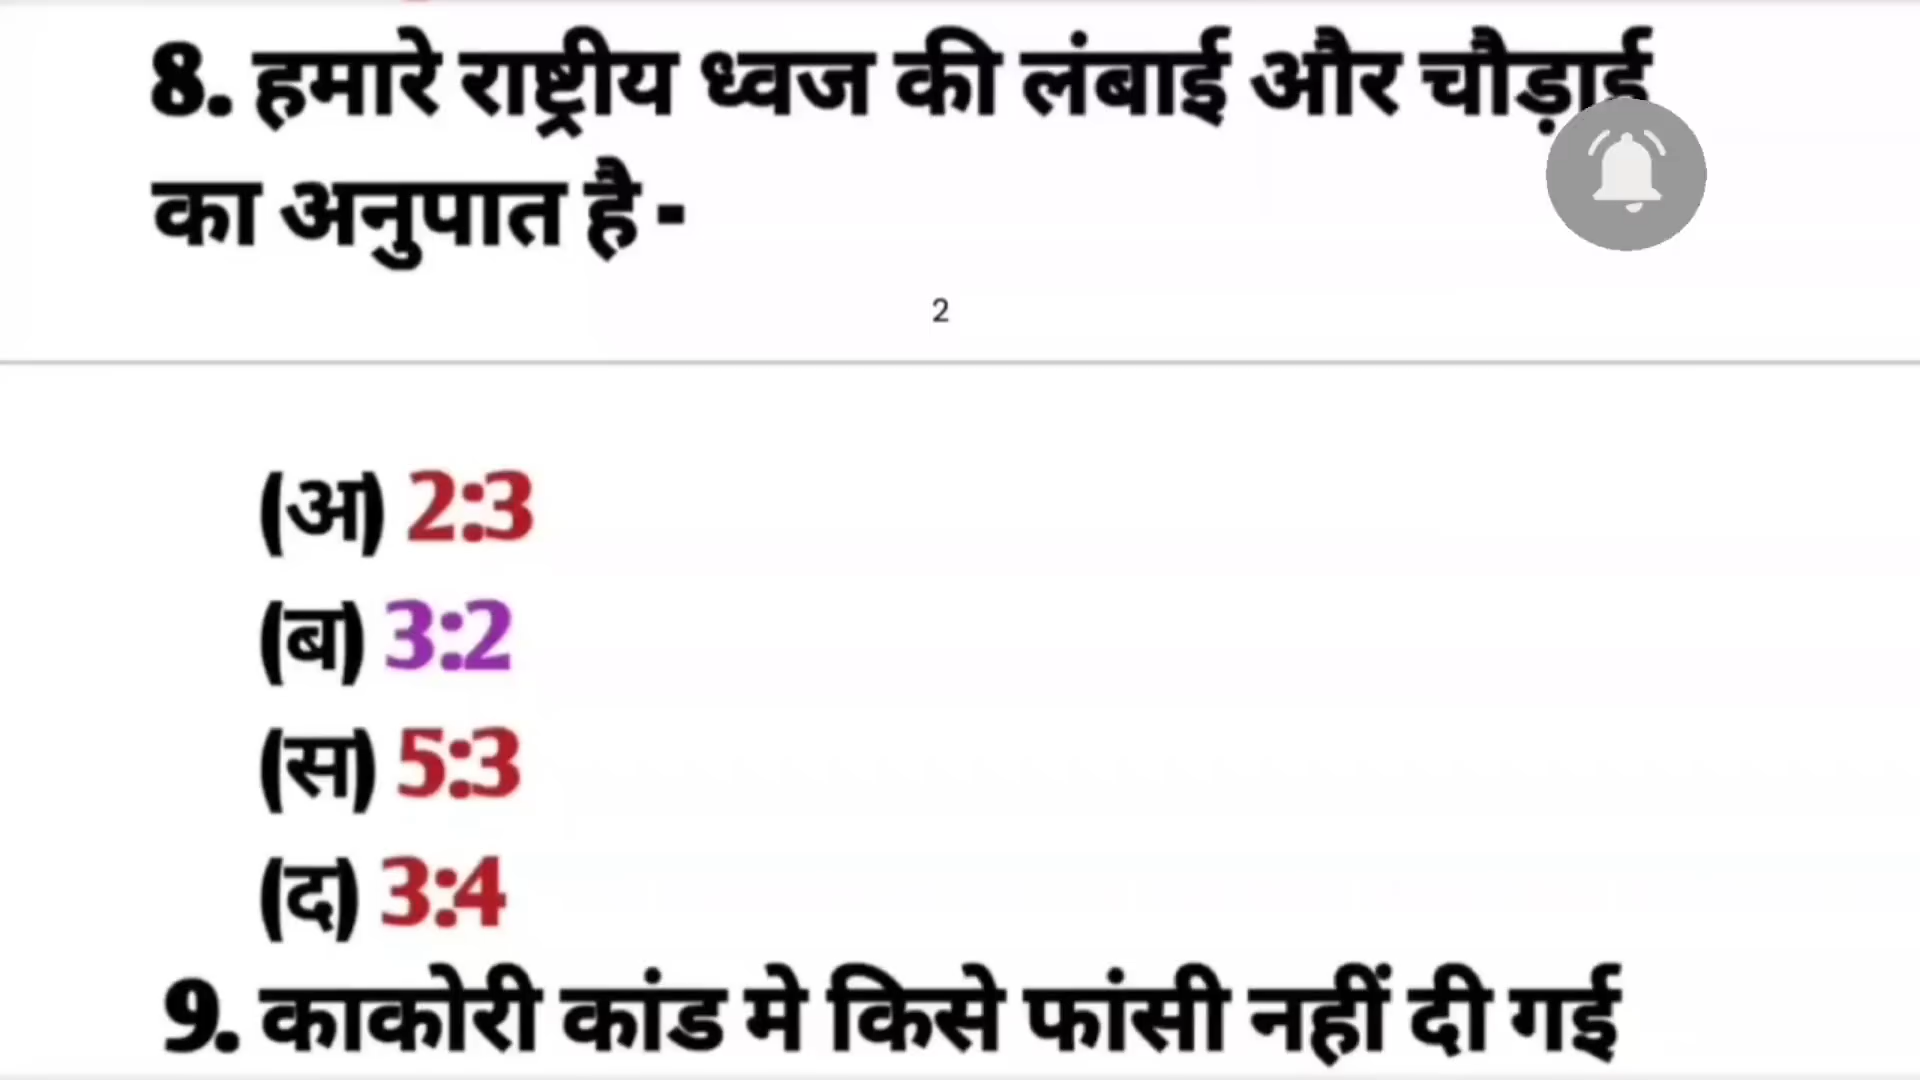 8. हमारे राष्ट्रीय ध्वज की लंबाई और चौड़ाई
का अनुपात है -
2
(अ) 2:3
(ब) 3:2
(स) 5:3
(द) 3:4
9. काकोरी कांड मे किसे फांसी नहीं दी गई